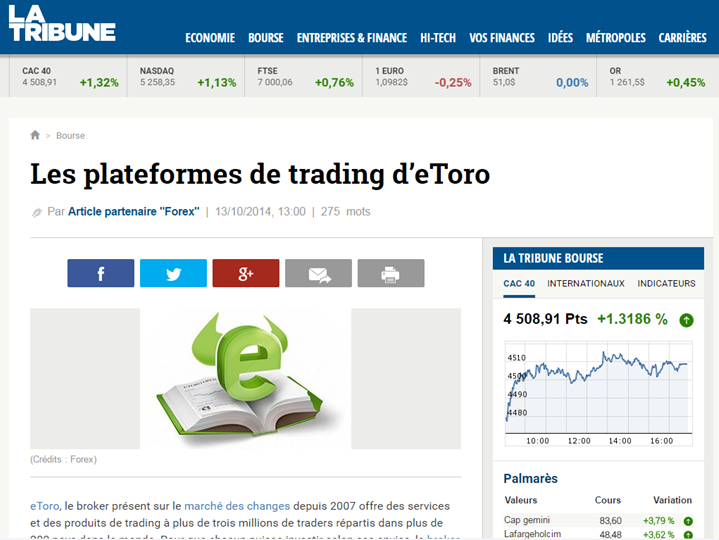 LA
TRIBUNE
ECONOMIE BOURSE ENTREPRISES & FINANCE HI-TECH VOS FINANCES IDÉES MÉTROPOLES CARRIÈRES
CAC 40 NASDAQ FTSE 1 EURO BRENT OR
4 508,91 +1,32% 5 258,35 +1,13% 7 000,06 +0,76% 1,0982$ -0,25% 51,0$ 0,00% 1 261,5$ +0,45%
> Bourse
Les plateformes de trading d’eToro
Par Article partenaire "Forex" | 13/10/2014, 13:00 | 275 mots
f g+
e
(Crédits : Forex)
eToro, le broker présent sur le marché des changes depuis 2007 offre des services
et des produits de trading à plus de trois millions de traders répartis dans plus de
LA TRIBUNE BOURSE
CAC 40 INTERNATIONAUX INDICATEURS
4 508,91 Pts +1.3186 %
4510
4500
4490
4480
10:00 12:00 14:00 16:00
Palmarès
Valeurs Cours Variation
Cap gemini 83,60 +3,79 %
Lafargeholcim 48,48 +3,62 %